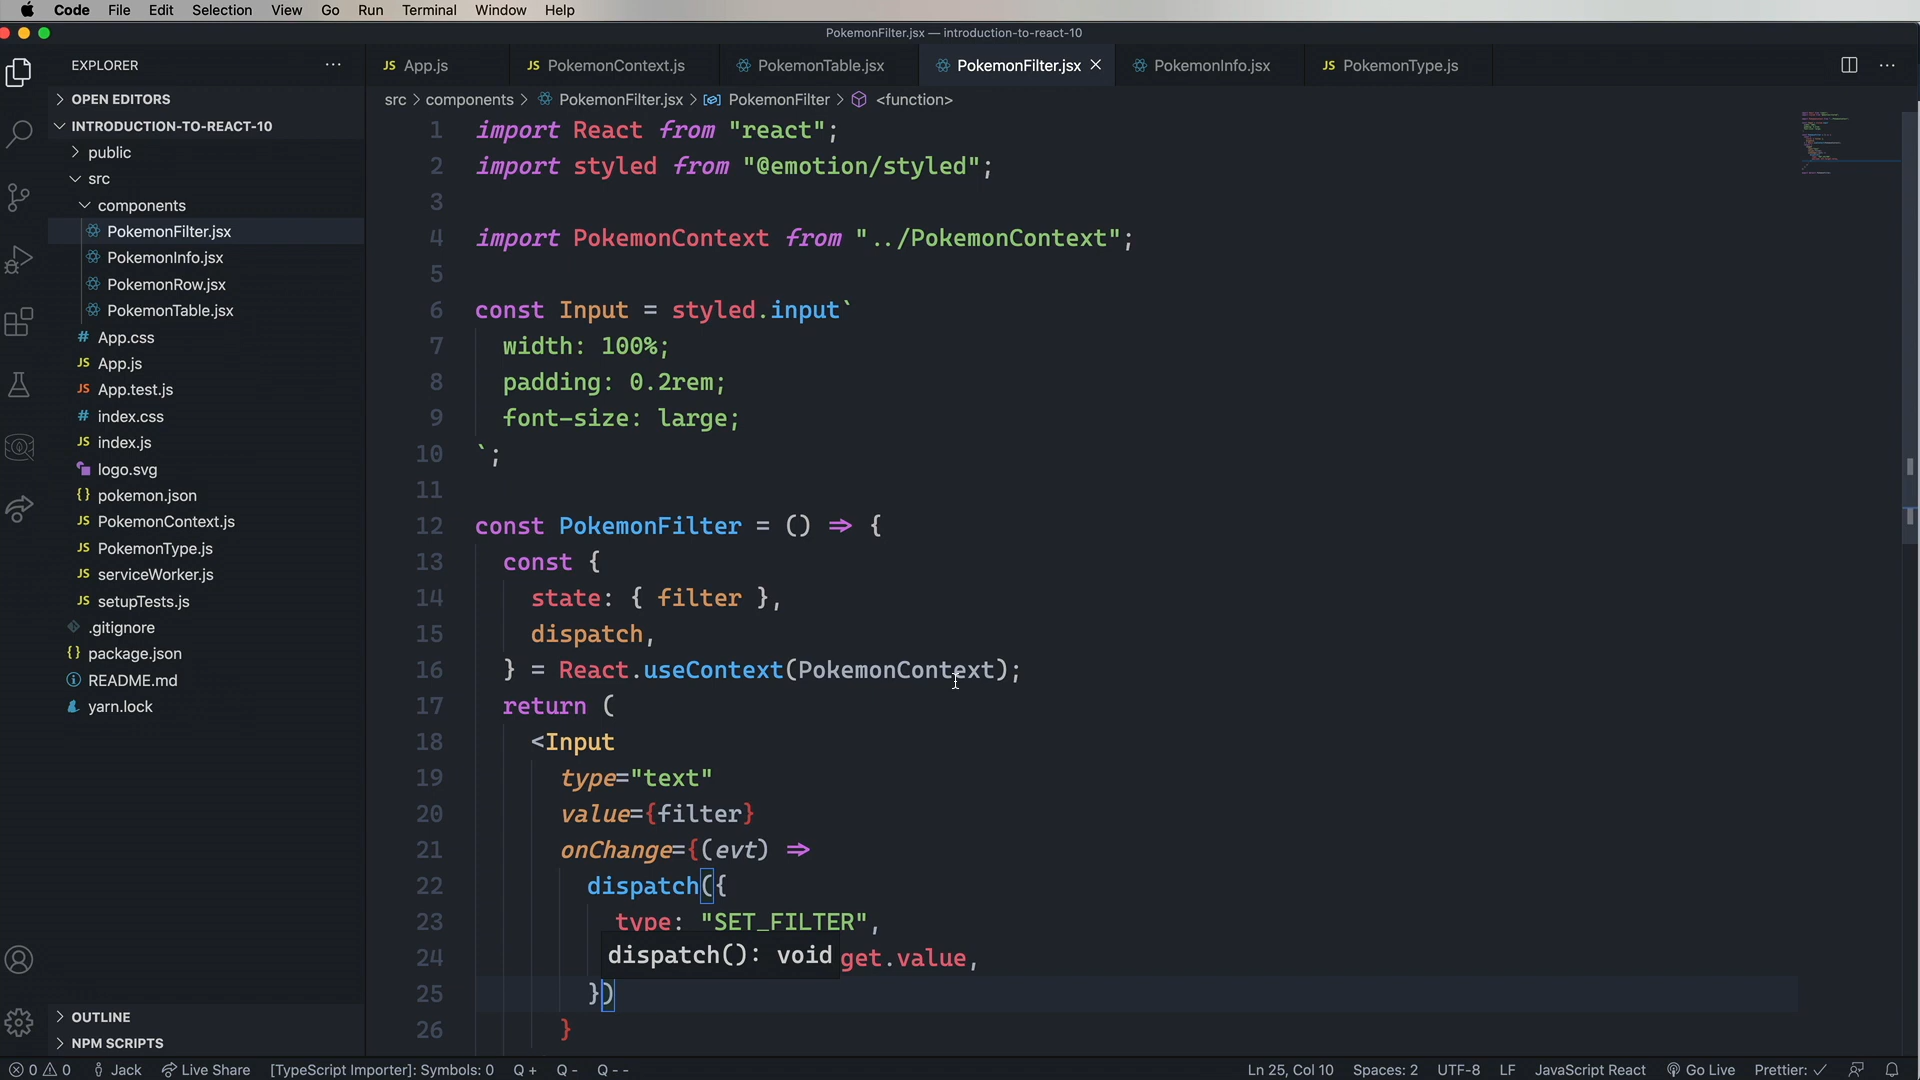 Code File Edit Selection View Go Run Terminal Window Help
PokemonFilter.jsx — introduction-to-react-10
EXPLORER
OPEN EDITORS
INTRODUCTION-TO-REACT-10
public
src
components
PokemonFilter.jsx
PokemonInfo.jsx
PokemonRow.jsx
PokemonTable.jsx
# App.css
JS App.js
JS App.test.js
# index.css
JS index.js
logo.svg
{} pokemon.json
JS PokemonContext.js
JS PokemonType.js
JS serviceWorker.js
JS setupTests.js
.gitignore
{} package.json
README.md
yarn.lock
OUTLINE
NPM SCRIPTS
JS App.js JS PokemonContext.js PokemonTable.jsx PokemonFilter.jsx PokemonInfo.jsx JS PokemonType.js
src > components > PokemonFilter.jsx > PokemonFilter > <function>
1 import React from "react";
2 import styled from "@emotion/styled";
3
4 import PokemonContext from "../PokemonContext";
5
6 const Input = styled.input`
7 width: 100%;
8 padding: 0.2rem;
9 font-size: large;
10 `;
11
12 const PokemonFilter = () => {
13 const {
14 state: { filter },
15 dispatch,
16 } = React.useContext(PokemonContext);
17 return (
18 <Input
19 type="text"
20 value={filter}
21 onChange={(evt) =>
22 dispatch({
23 type: "SET_FILTER",
dispatch(): void
24 get.value,
25 })
26 }
0 0 Jack Live Share [TypeScript Importer]: Symbols: 0 Q + Q - Q - - Ln 25, Col 10 Spaces: 2 UTF-8 LF JavaScript React Go Live Prettier: ✓